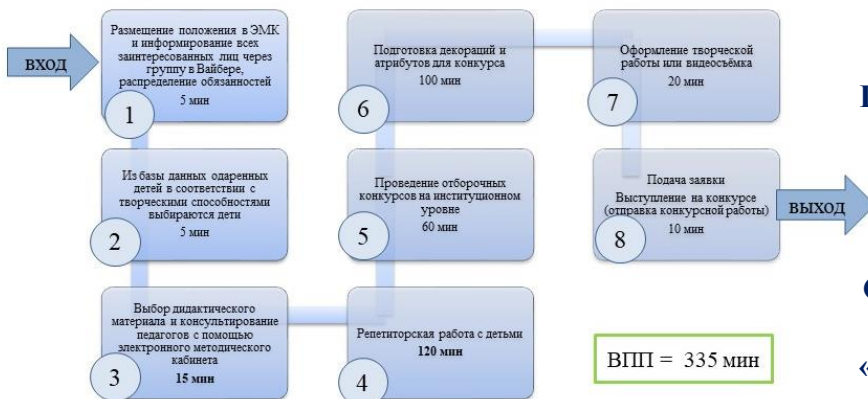 ВХОД
Размещение положения в ЭМК
и информирование всех
заинтересованных лиц через
группу в Вайбере,
распределение обязанностей
5 мин
1
Из базы данных одаренных
детей в соответствии с
творческими способностями
выбираются дети
5 мин
2
Выбор дидактического
материала и консультирование
педагогов с помощью
электронного методического
кабинета
15 мин
3
Репетиторская работа с детьми
120 мин
4
Проведение отборочных
конкурсов на институционном
уровне
60 мин
5
Подготовка декораций и
атрибутов для конкурса
100 мин
6
Оформление творческой
работы или видеосъёмка
20 мин
7
Подача заявки
Выступление на конкурсе
(отправка конкурсной работы)
10 мин
8
ВЫХОД
ВПП = 335 мин
«